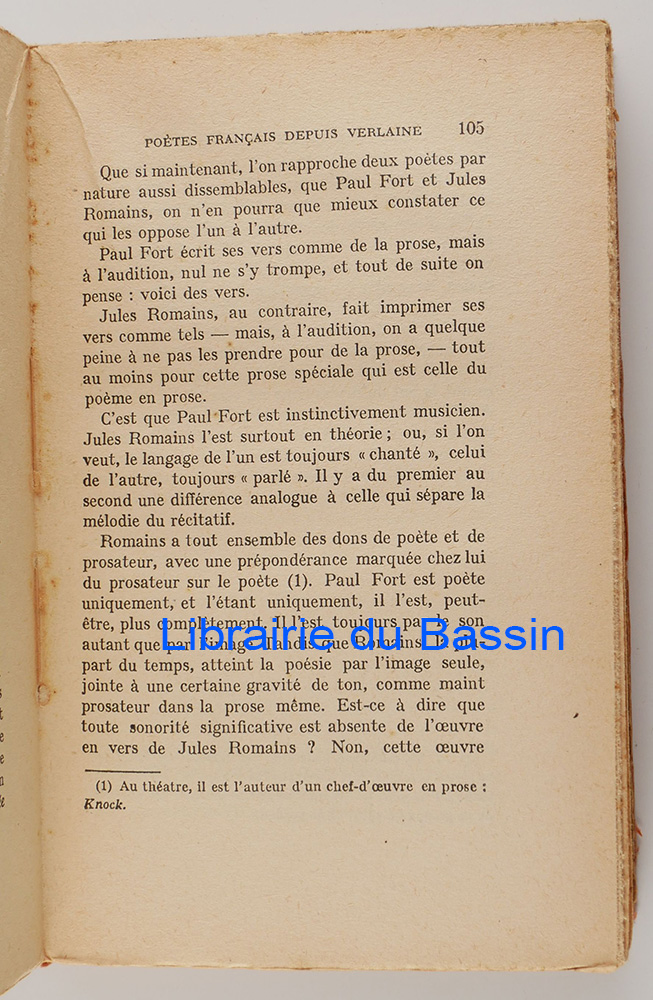 POÈTES FRANÇAIS DEPUIS VERLAINE 105
Que si maintenant, l'on rapproche deux poètes par
nature aussi dissemblables, que Paul Fort et Jules
Romains, on n'en pourra que mieux constater ce
qui les oppose l'un à l'autre.
Paul Fort écrit ses vers comme de la prose, mais
à l'audition, nul ne s'y trompe, et tout de suite on
pense : voici des vers.
Jules Romains, au contraire, fait imprimer ses
vers comme tels — mais, à l'audition, on a quelque
peine à ne pas les prendre pour de la prose, — tout
au moins pour cette prose spéciale qui est celle du
poème en prose.
C'est que Paul Fort est instinctivement musicien.
Jules Romains l'est surtout en théorie ; ou, si l'on
veut, le langage de l'un est toujours « chanté », celui
de l'autre, toujours « parlé ». Il y a du premier au
second une différence analogue à celle qui sépare la
mélodie du récitatif.
Romains a tout ensemble des dons de poète et de
prosateur, avec une prépondérance marquée chez lui
du prosateur sur le poète (1). Paul Fort est poète
uniquement, et l'étant uniquement, il l'est, peut-
être, plus complètement. Il l'est toujours par le son
autant que par l'image. Tandis que Romains, la plu-
part du temps, atteint la poésie par l'image seule,
jointe à une certaine gravité de ton, comme maint
prosateur dans la prose même. Est-ce à dire que
toute sonorité significative est absente de l'œuvre
en vers de Jules Romains ? Non, cette œuvre
(1) Au théatre, il est l'auteur d'un chef-d'œuvre en prose :
Knock.
Librairie du Bassin